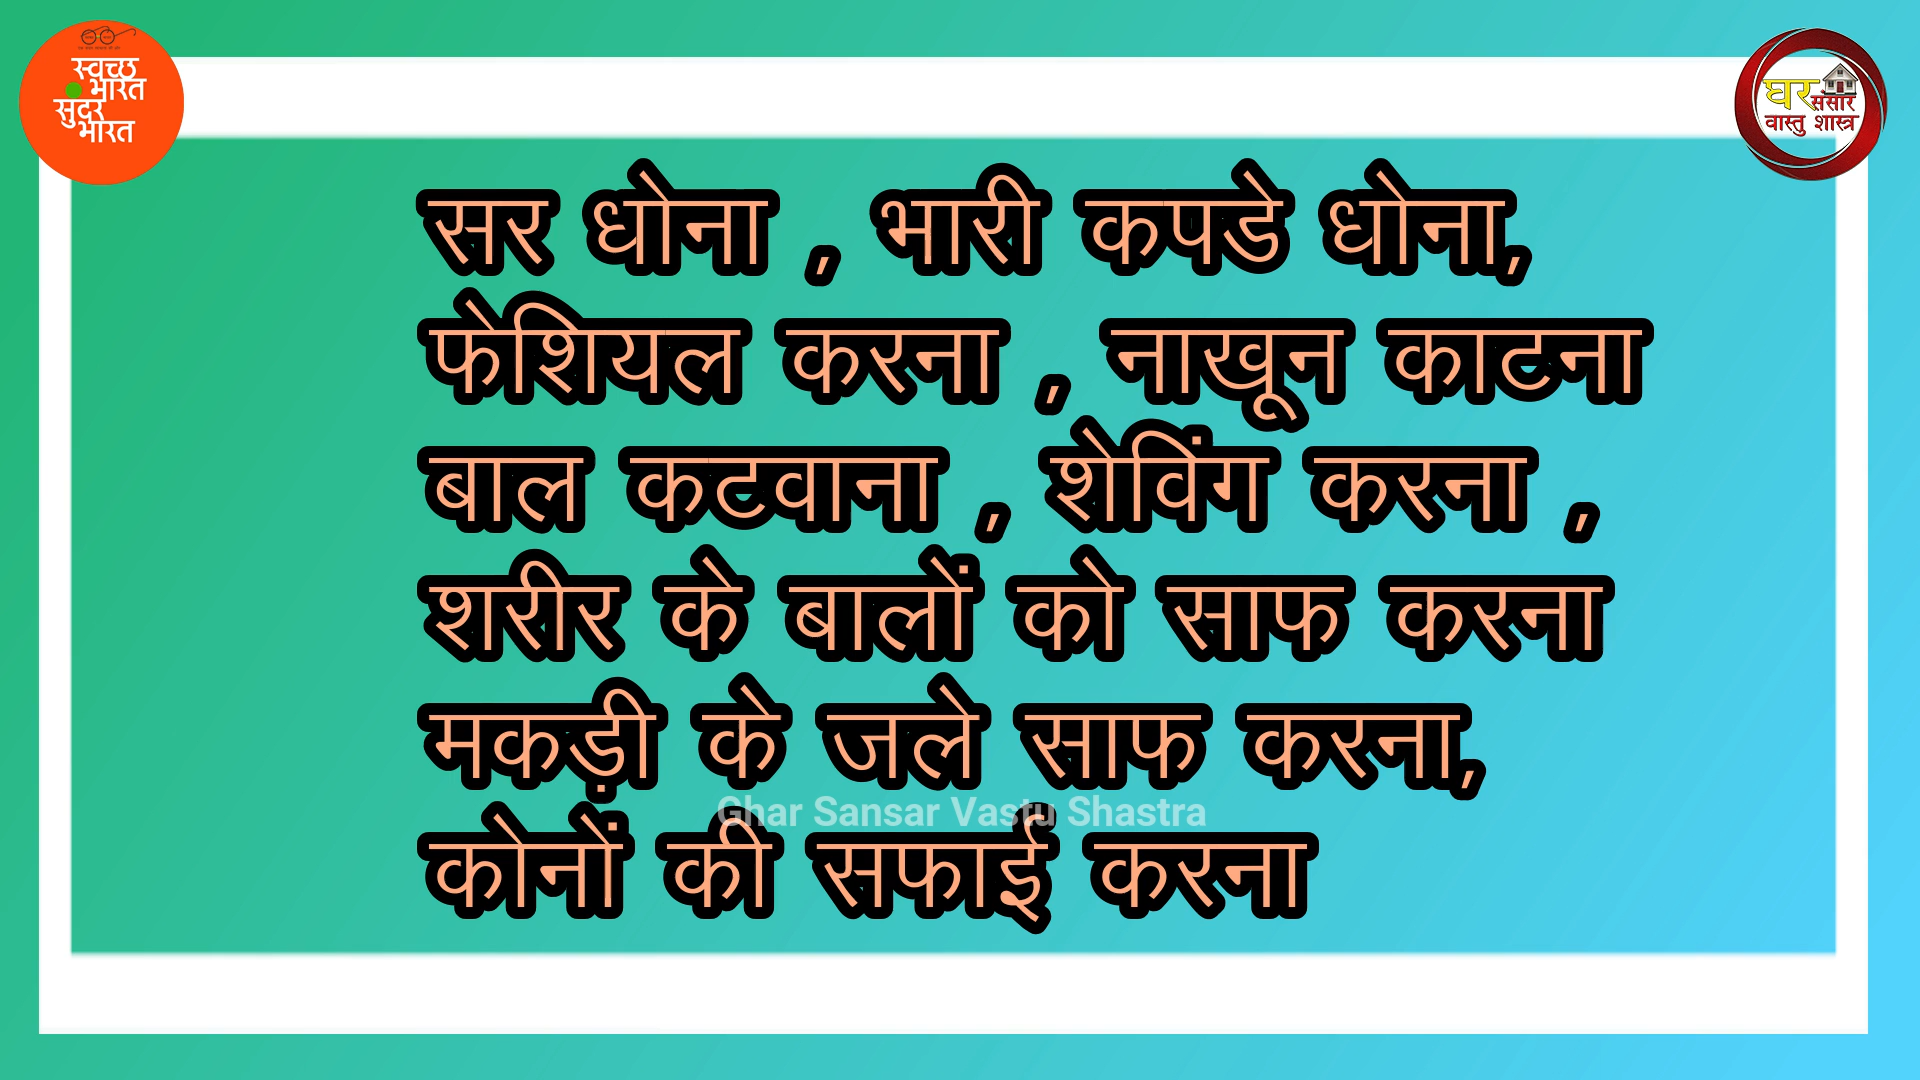 स्वच्छ
भारत
सुंदर
भारत
घर
संसार
वास्तु शास्त्र
सर धोना , भारी कपडे धोना,
फेशियल करना , नाखून काटना
बाल कटवाना , शेविंग करना ,
शरीर के बालों को साफ करना
मकड़ी के जले साफ करना,
Ghar Sansar Vastu Shastra
कोनों की सफाई करना